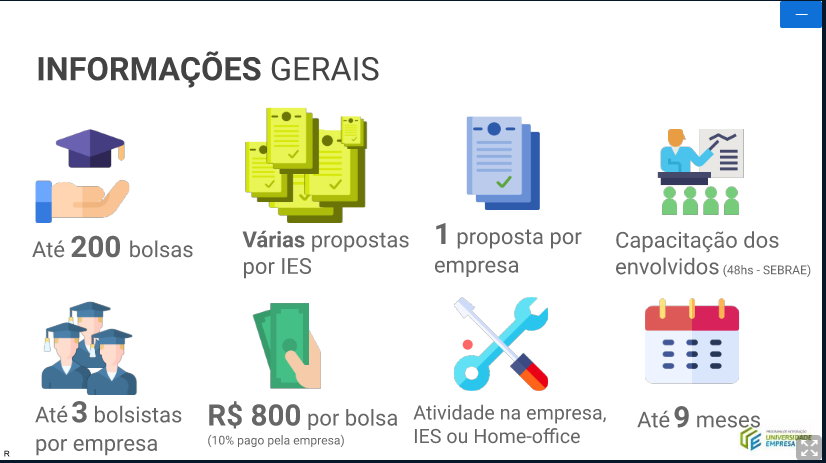 INFORMAÇÕES GERAIS
Até 200 bolsas
Várias propostas
por IES
1 proposta por
empresa
Capacitação dos
envolvidos (48hs - SEBRAE)
Até 3 bolsistas
por empresa
R$ 800 por bolsa
(10% pago pela empresa)
Atividade na empresa,
IES ou Home-office
Até 9 meses
UNIVERSIDADE
EMPRESA
R